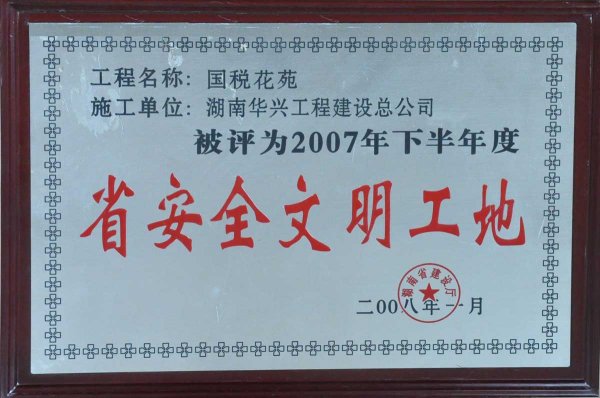 工程名称：国税花苑
施工单位：湖南华兴工程建设总公司
被评为2007年下半年度
省安全文明工地
湖南省建设厅
二00八年一月